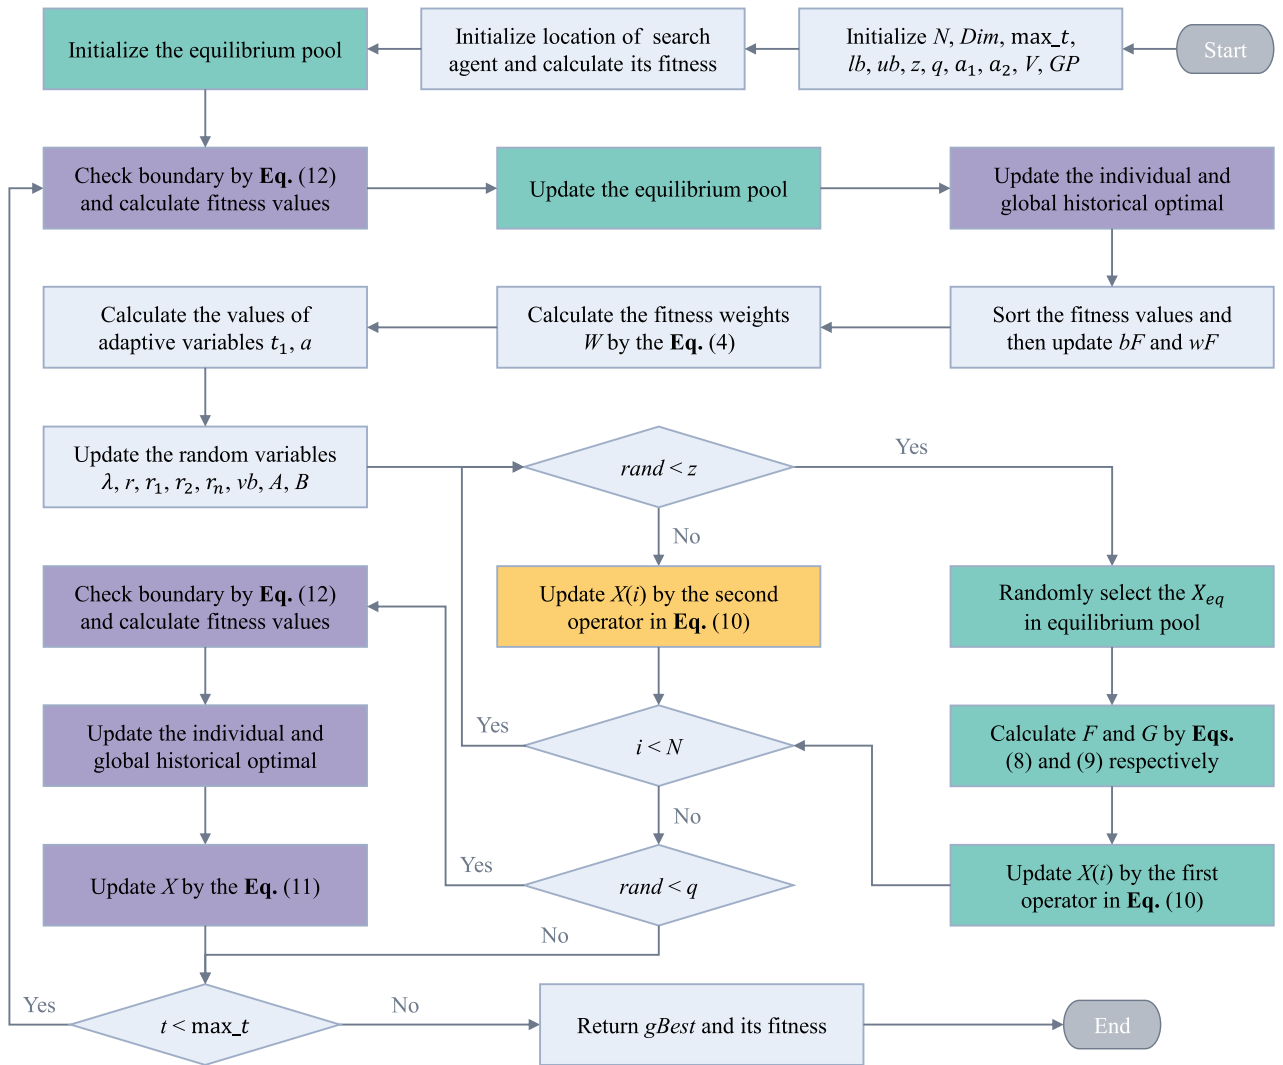 Start
Initialize N, Dim, max_t,
lb, ub, z, q, a₁, a₂, V, GP
Initialize location of search
agent and calculate its fitness
Initialize the equilibrium pool
Check boundary by Eq. (12)
and calculate fitness values
Update the equilibrium pool
Update the individual and
global historical optimal
Sort the fitness values and
then update bF and wF
Calculate the fitness weights
W by the Eq. (4)
Calculate the values of
adaptive variables t₁, a
Update the random variables
λ, r, r₁, r₂, rₙ, vb, A, B
rand < z
Yes
No
Update X(i) by the second
operator in Eq. (10)
Randomly select the X_eq
in equilibrium pool
Calculate F and G by Eqs.
(8) and (9) respectively
Update X(i) by the first
operator in Eq. (10)
i < N
Yes
No
rand < q
Yes
No
Check boundary by Eq. (12)
and calculate fitness values
Update the individual and
global historical optimal
Update X by the Eq. (11)
t < max_t
Yes
No
Return gBest and its fitness
End